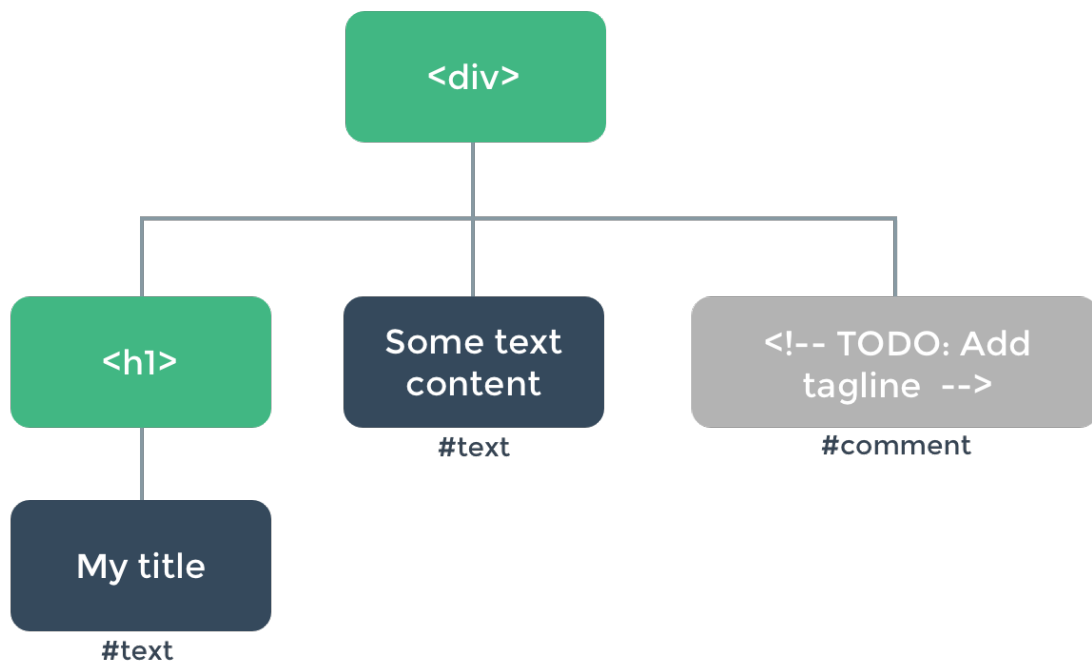 <div>
<h1>
Some text
content
#text
<!-- TODO: Add
tagline  -->
#comment
My title
#text